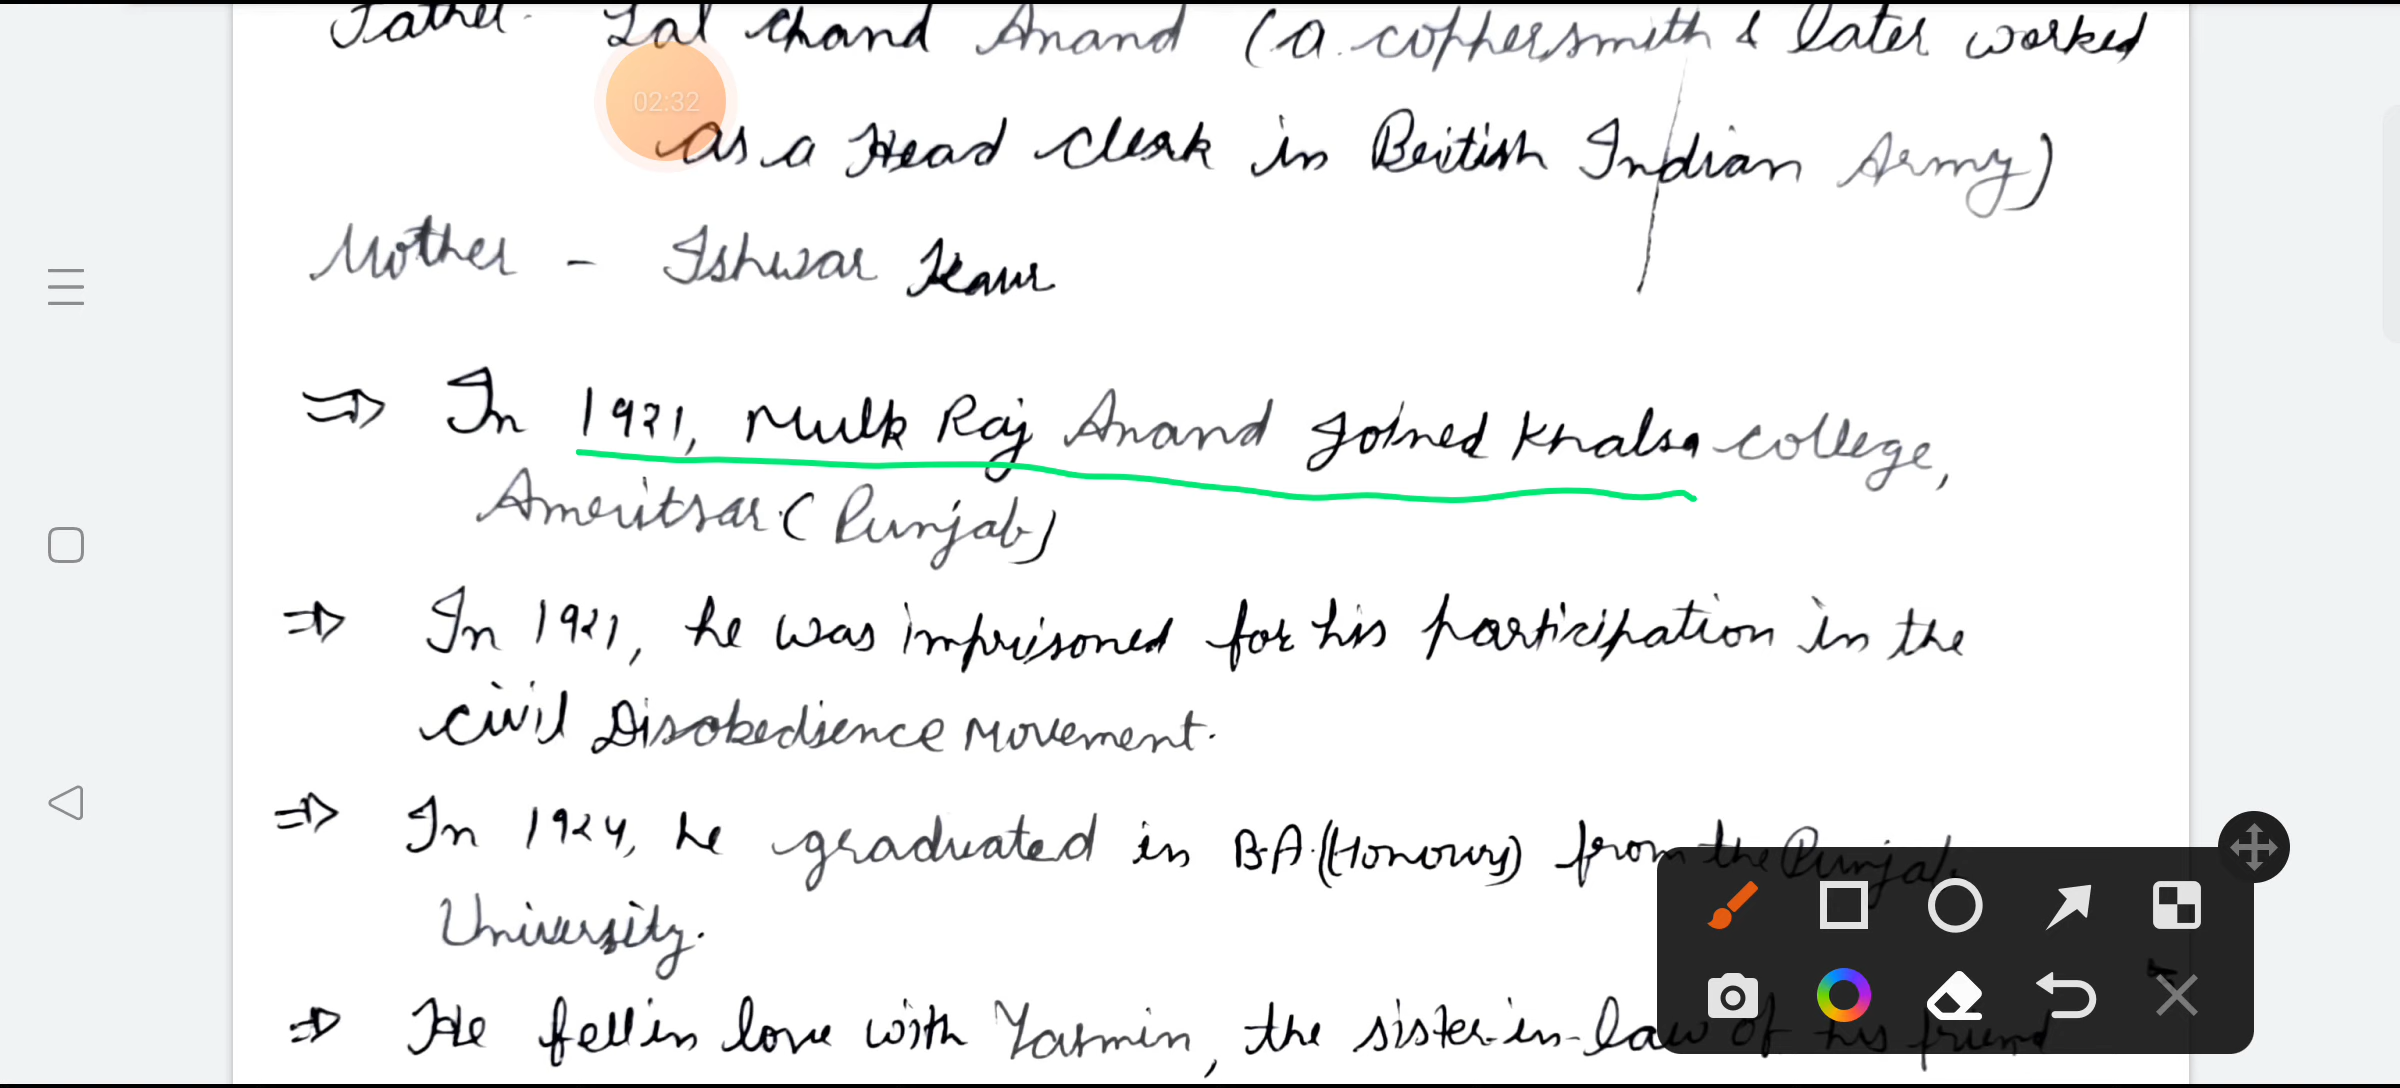 Father- Lal chand Anand (a coppersmith & later worked
02:32
as a Head clerk in British Indian Army)
Mother - Ishwar Kaur
⇒ In 1921, Mulk Raj Anand joined Khalsa college,
Amritsar (Punjab)
⇒ In 1921, he was imprisoned for his participation in the
civil Disobedience Movement.
⇒ In 1924, he graduated in B.A. (Honours) from the Punjab
University.
⇒ He fell in love with Yasmin, the sister-in-law of his friend